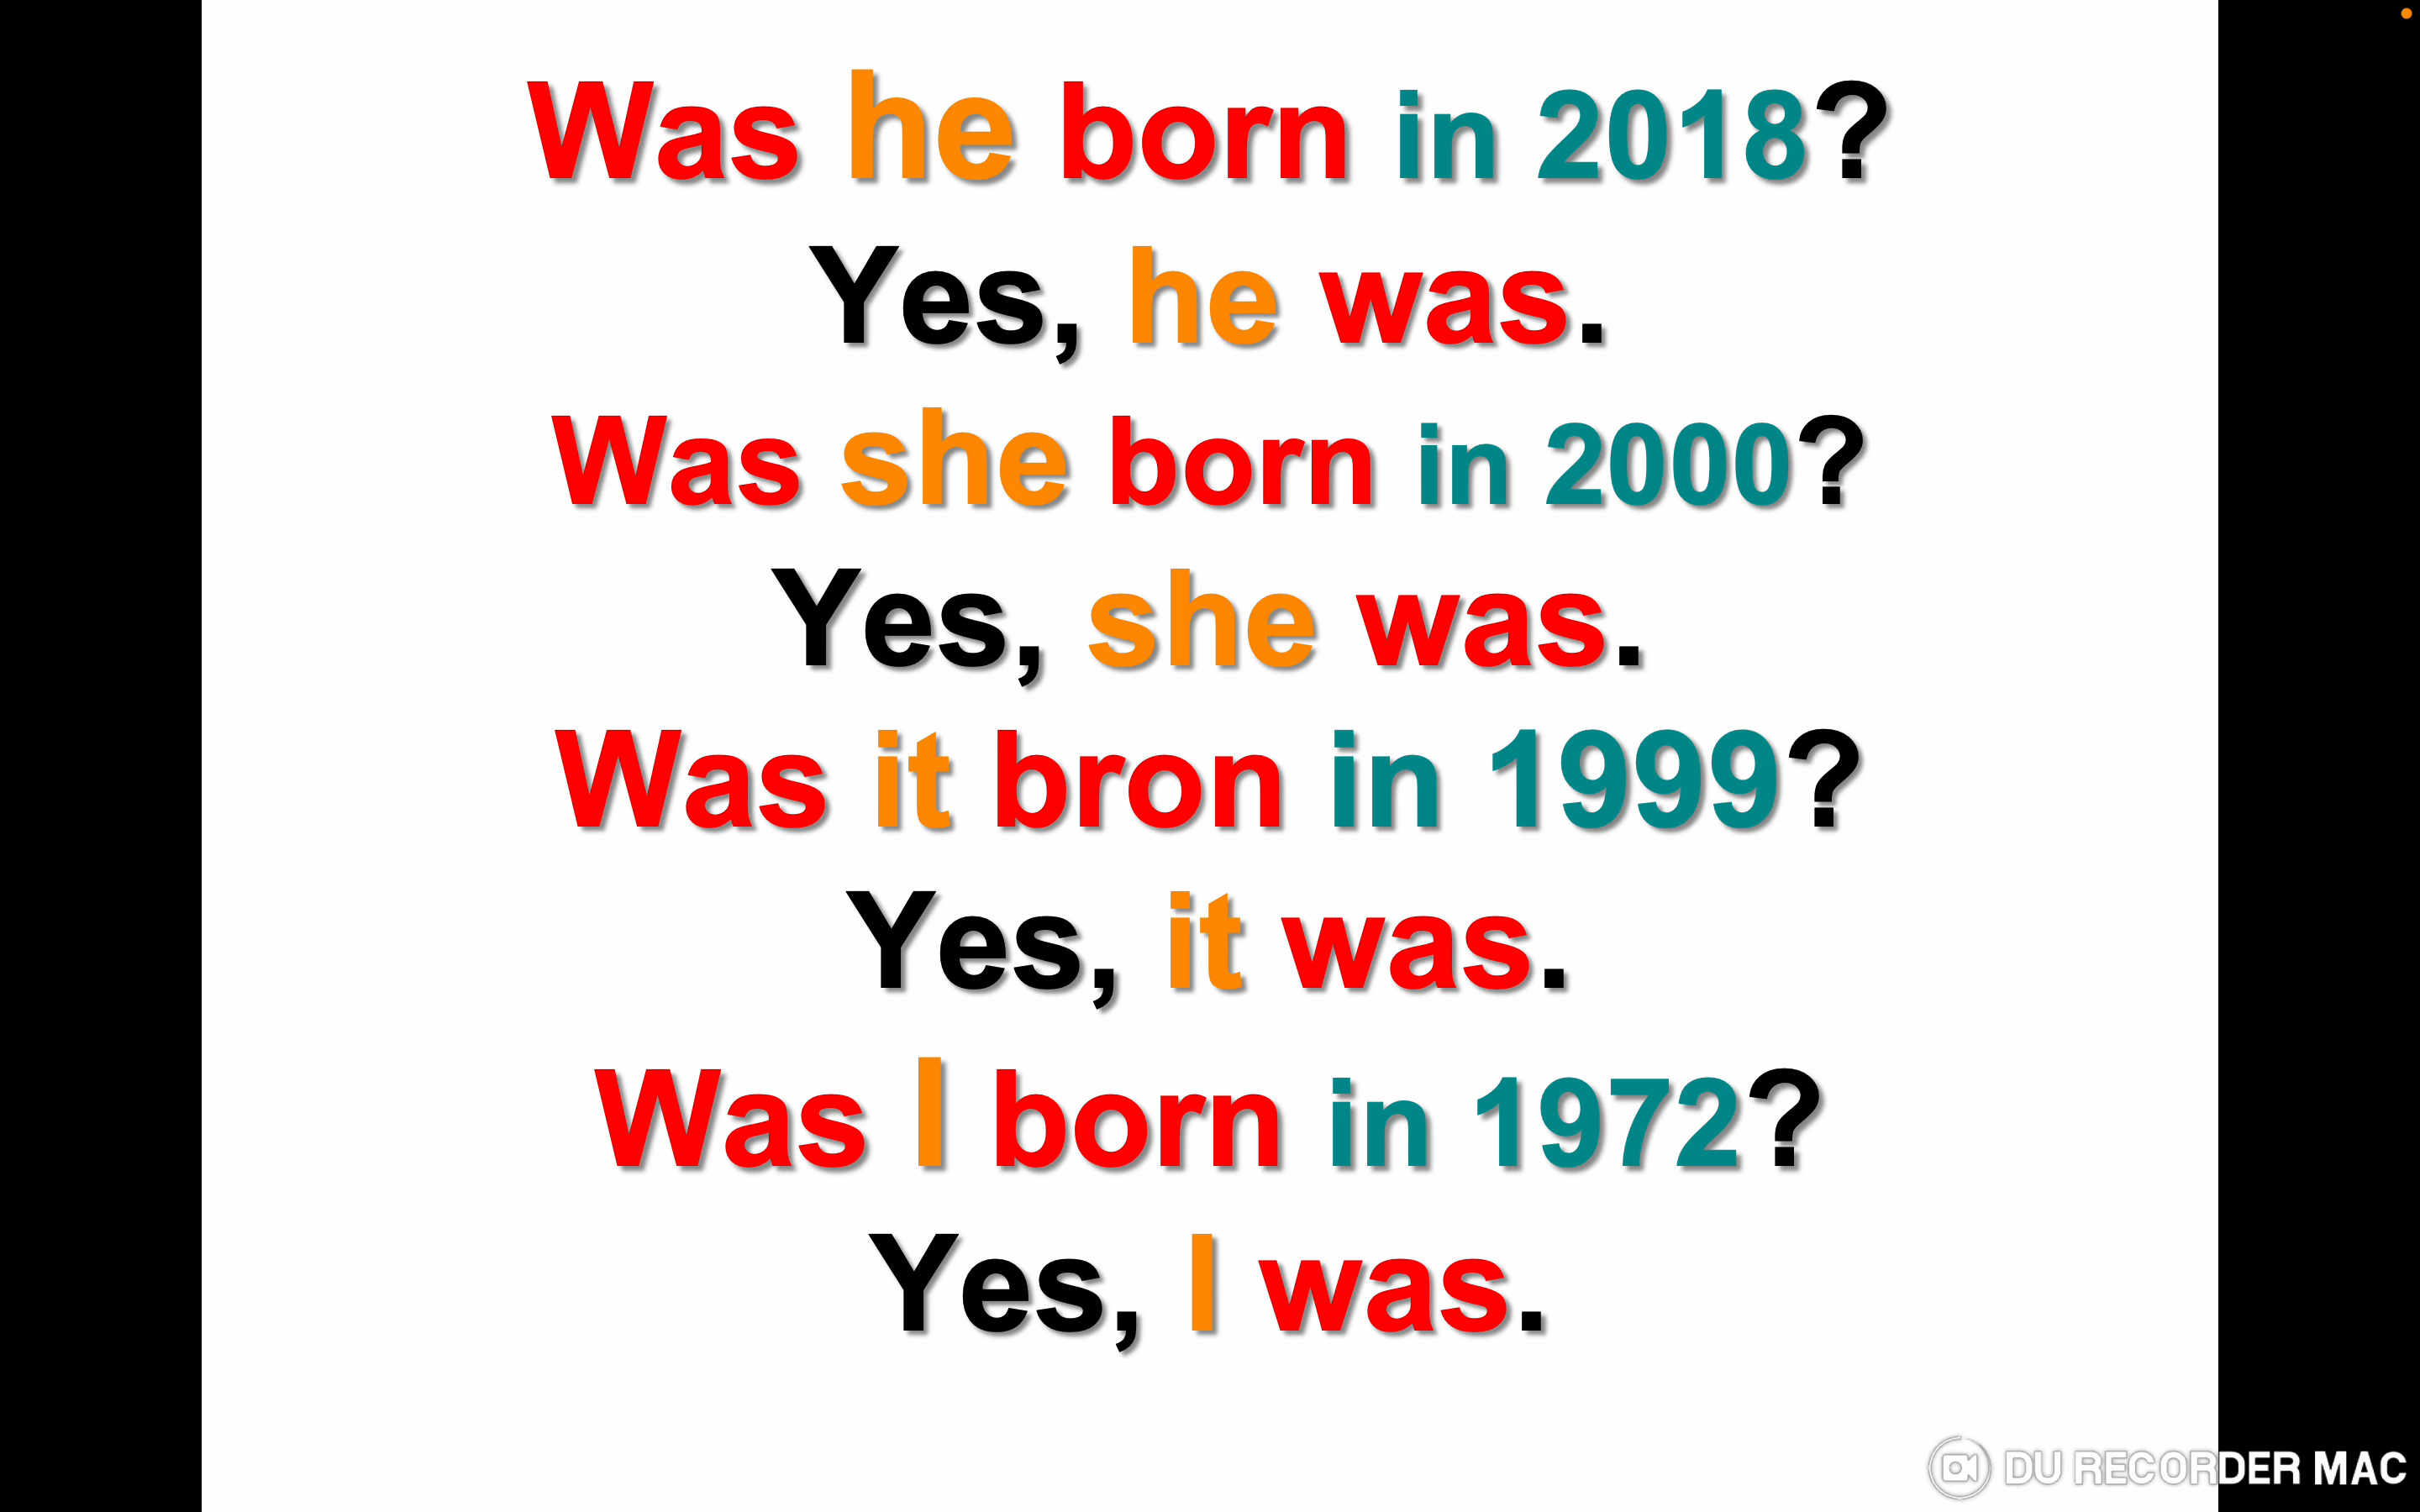 Was he born in 2018?
Yes, he was.
Was she born in 2000?
Yes, she was.
Was it bron in 1999?
Yes, it was.
Was I born in 1972?
Yes, I was.
DU RECORDER MAC